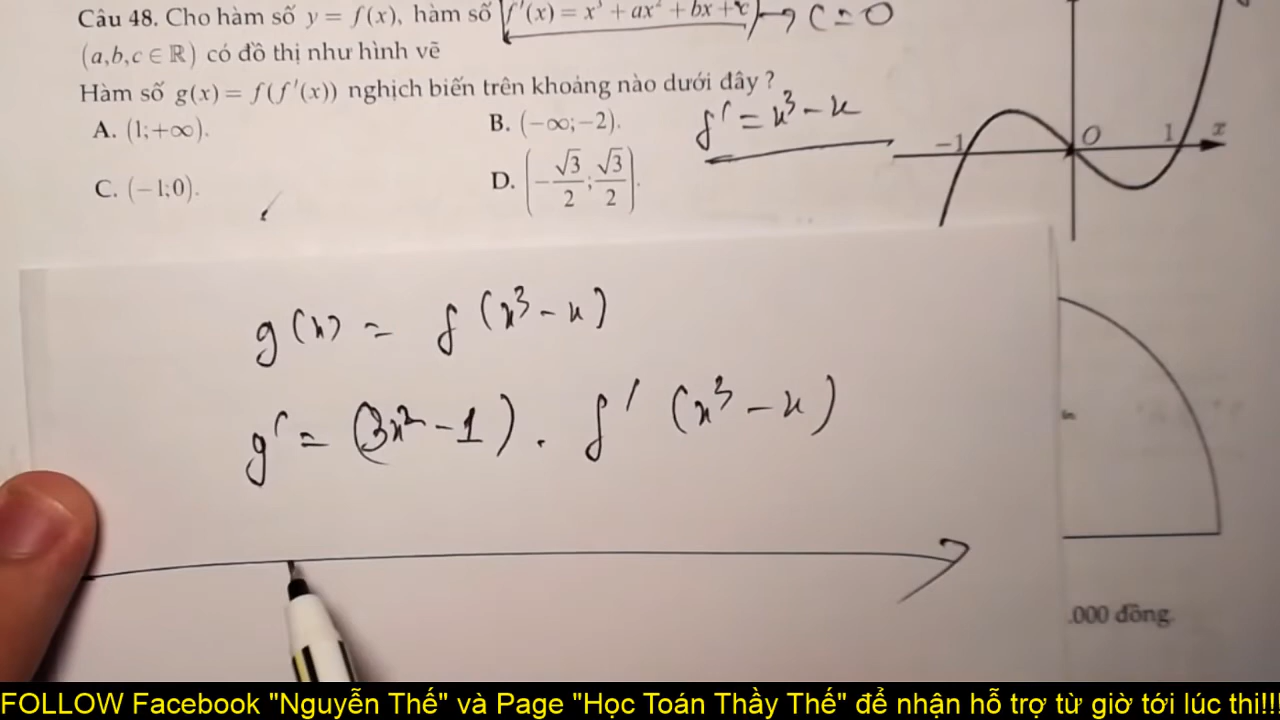 Câu 48. Cho hàm số y = f(x), hàm số f'(x) = x³ + ax² + bx + c → c = 0
(a,b,c ∈ ℝ) có đồ thị như hình vẽ
Hàm số g(x) = f(f'(x)) nghịch biến trên khoảng nào dưới đây ?
A. (1;+∞). B. (−∞;−2).
f' = x³ − x
C. (−1;0). D. (−√3/2; √3/2).
−1 O 1 x
g(x) = f(x³ − x)
g' = (3x² − 1) . f'(x³ − x)
.000 đồng.
FOLLOW Facebook "Nguyễn Thế" và Page "Học Toán Thầy Thế" để nhận hỗ trợ từ giờ tới lúc thi!!!